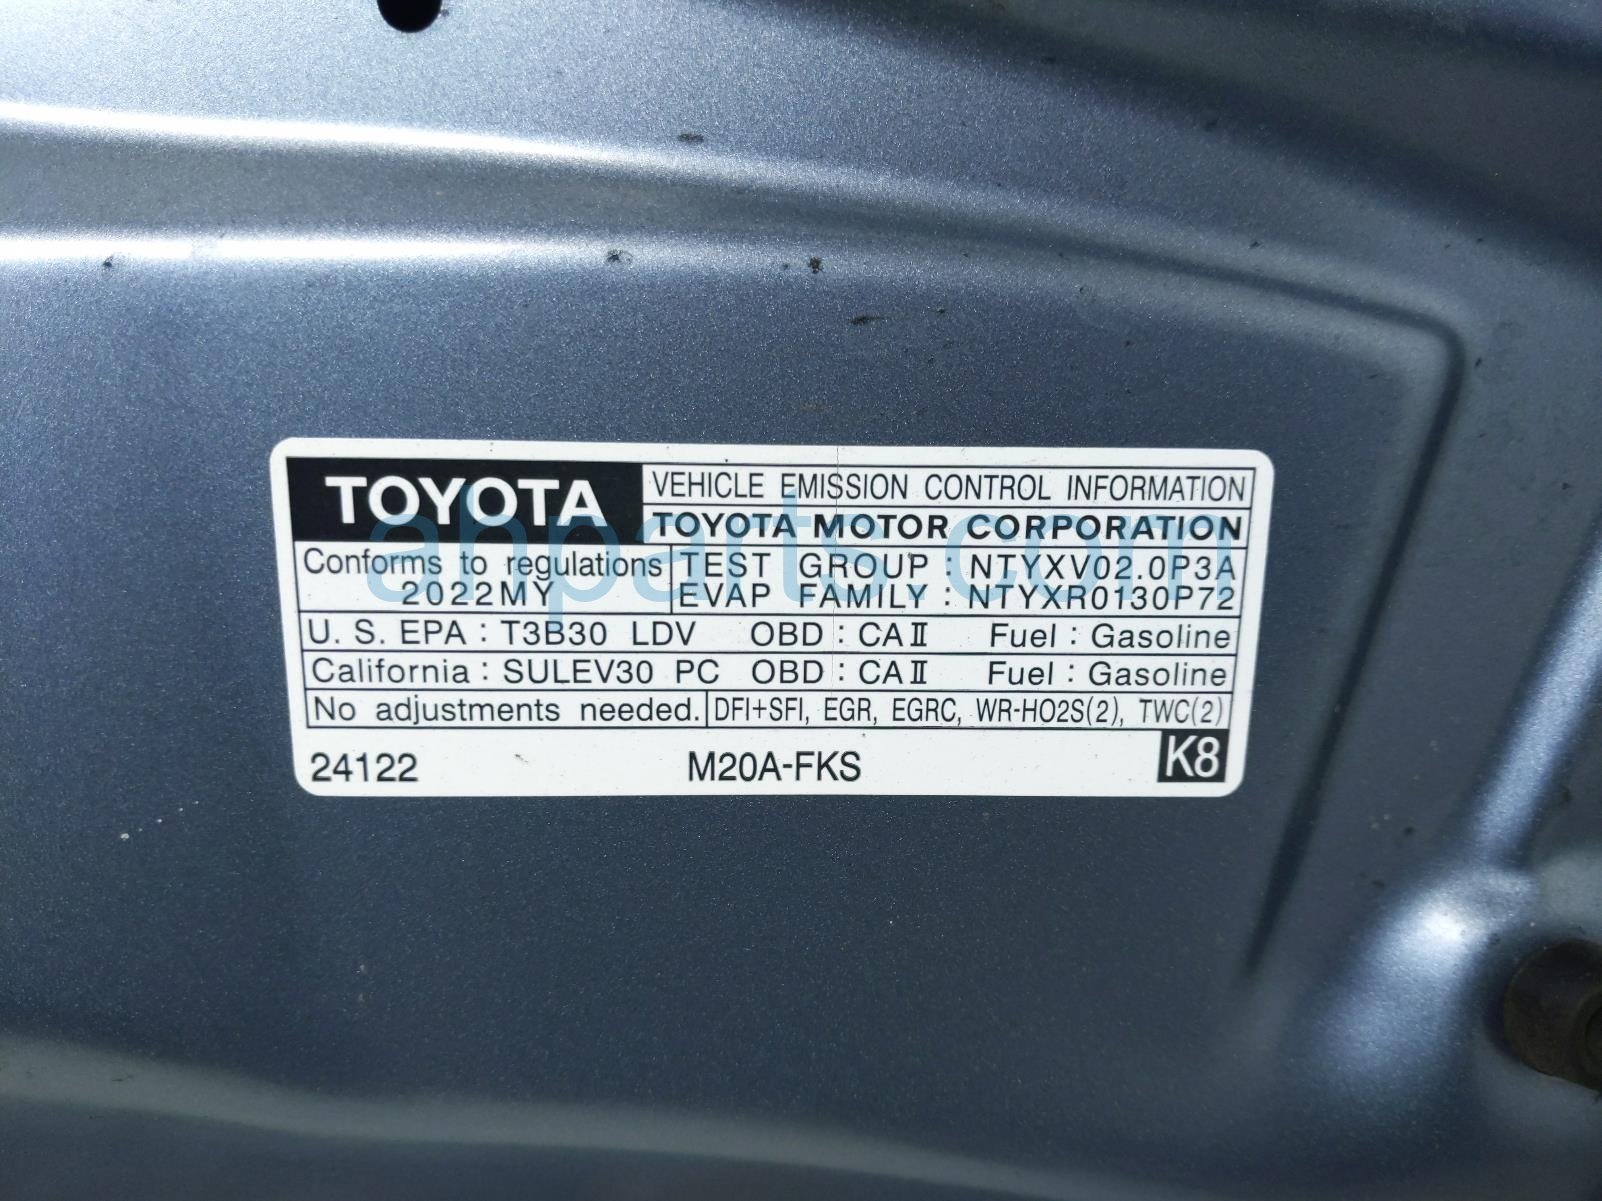 TOYOTA
VEHICLE EMISSION CONTROL INFORMATION
TOYOTA MOTOR CORPORATION
Conforms to regulations
2022MY
TEST GROUP : NTYXV02.0P3A
EVAP FAMILY : NTYXR0130P72
U. S. EPA : T3B30 LDV OBD : CAⅡ Fuel : Gasoline
California : SULEV30 PC OBD : CAⅡ Fuel : Gasoline
No adjustments needed. DFI+SFI, EGR, EGRC, WR-HO2S(2), TWC(2)
24122 M20A-FKS K8
ahparts.com